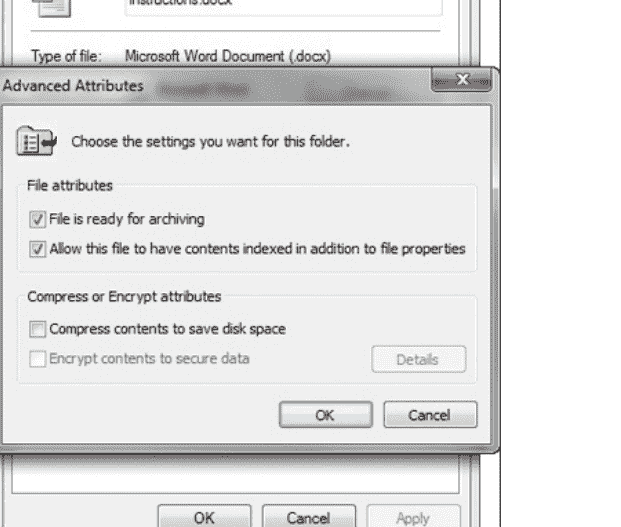 instructions.docx
Type of file: Microsoft Word Document (.docx)
Advanced Attributes
Choose the settings you want for this folder.
File attributes
File is ready for archiving
Allow this file to have contents indexed in addition to file properties
Compress or Encrypt attributes
Compress contents to save disk space
Encrypt contents to secure data
Details
OK Cancel
OK Cancel Apply